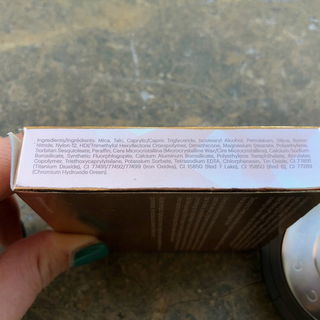 Ingredients/Ingrédients: Mica, Talc, Caprylic/Capric Triglyceride, Isostearyl Alcohol, Petrolatum, Silica, Boron
Nitride, Nylon-12, HDI/Trimethylol Hexyllactone Crosspolymer, Dimethicone, Magnesium Stearate, Polyethylene,
Sorbitan Sesquioleate, Paraffin, Cera Microcristallina (Microcrystalline Wax/Cire Microcristalline), Calcium Sodium
Borosilicate, Synthetic Fluorphlogopite, Calcium Aluminum Borosilicate, Polyethylene Terephthalate, Acrylates
Copolymer, Triethoxycaprylylsilane, Potassium Sorbate, Tetrasodium EDTA, Chlorphenesin, Tin Oxide, CI 77891
(Titanium Dioxide), CI 77491/77492/77499 (Iron Oxides), CI 15850 (Red 7 Lake), CI 15850 (Red 6), CI 77289
(Chromium Hydroxide Green).